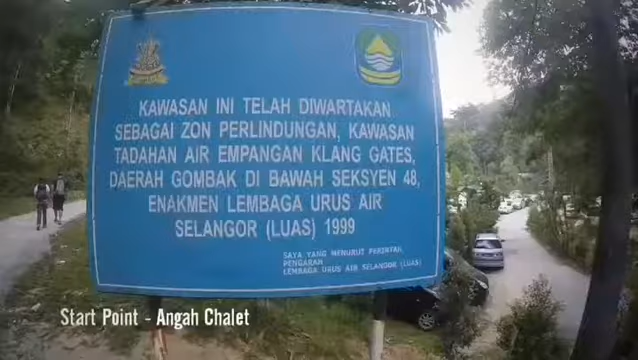 KAWASAN INI TELAH DIWARTAKAN
SEBAGAI ZON PERLINDUNGAN, KAWASAN
TADAHAN AIR EMPANGAN KLANG GATES,
DAERAH GOMBAK DI BAWAH SEKSYEN 48,
ENAKMEN LEMBAGA URUS AIR
SELANGOR (LUAS) 1999
SAYA YANG MENURUT PERINTAH,
PENGARAH
LEMBAGA URUS AIR SELANGOR (LUAS)
Start Point - Angah Chalet